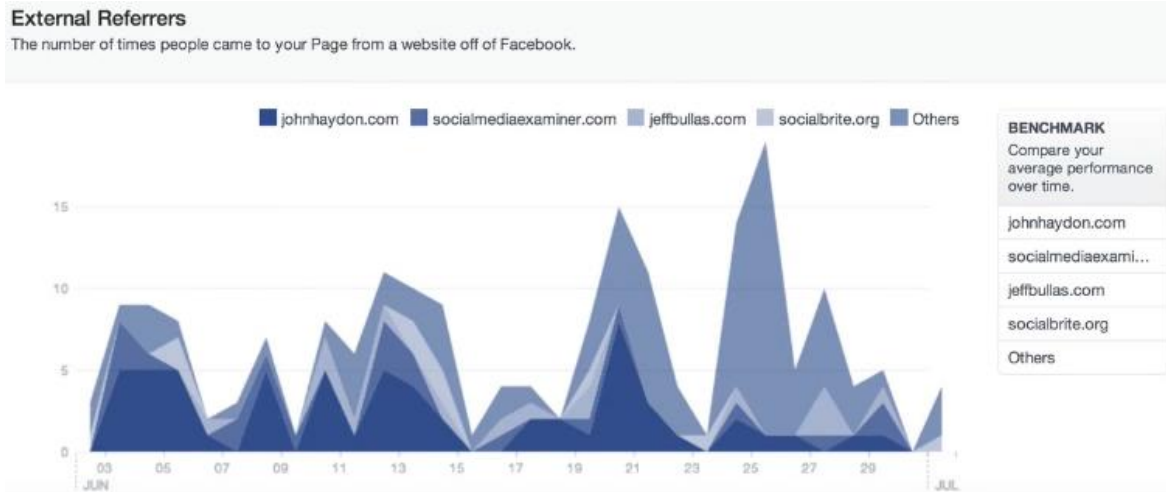 External Referrers
The number of times people came to your Page from a website off of Facebook.
johnhaydon.com socialmediaexaminer.com jeffbullas.com socialbrite.org Others
15
10
5
0
03 05 07 09 11 13 15 17 19 21 23 25 27 29
JUN JUL
BENCHMARK
Compare your
average performance
over time.
johnhaydon.com
socialmediaexami...
jeffbullas.com
socialbrite.org
Others